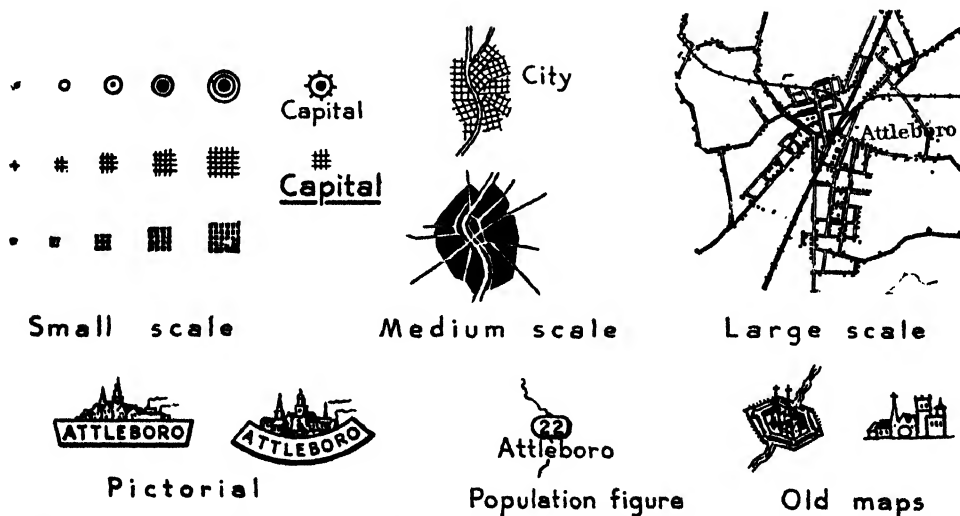 Capital
City
Attleboro
Capital
Small scale
Medium scale
Large scale
ATTLEBORO
ATTLEBORO
22
Attleboro
Pictorial
Population figure
Old maps